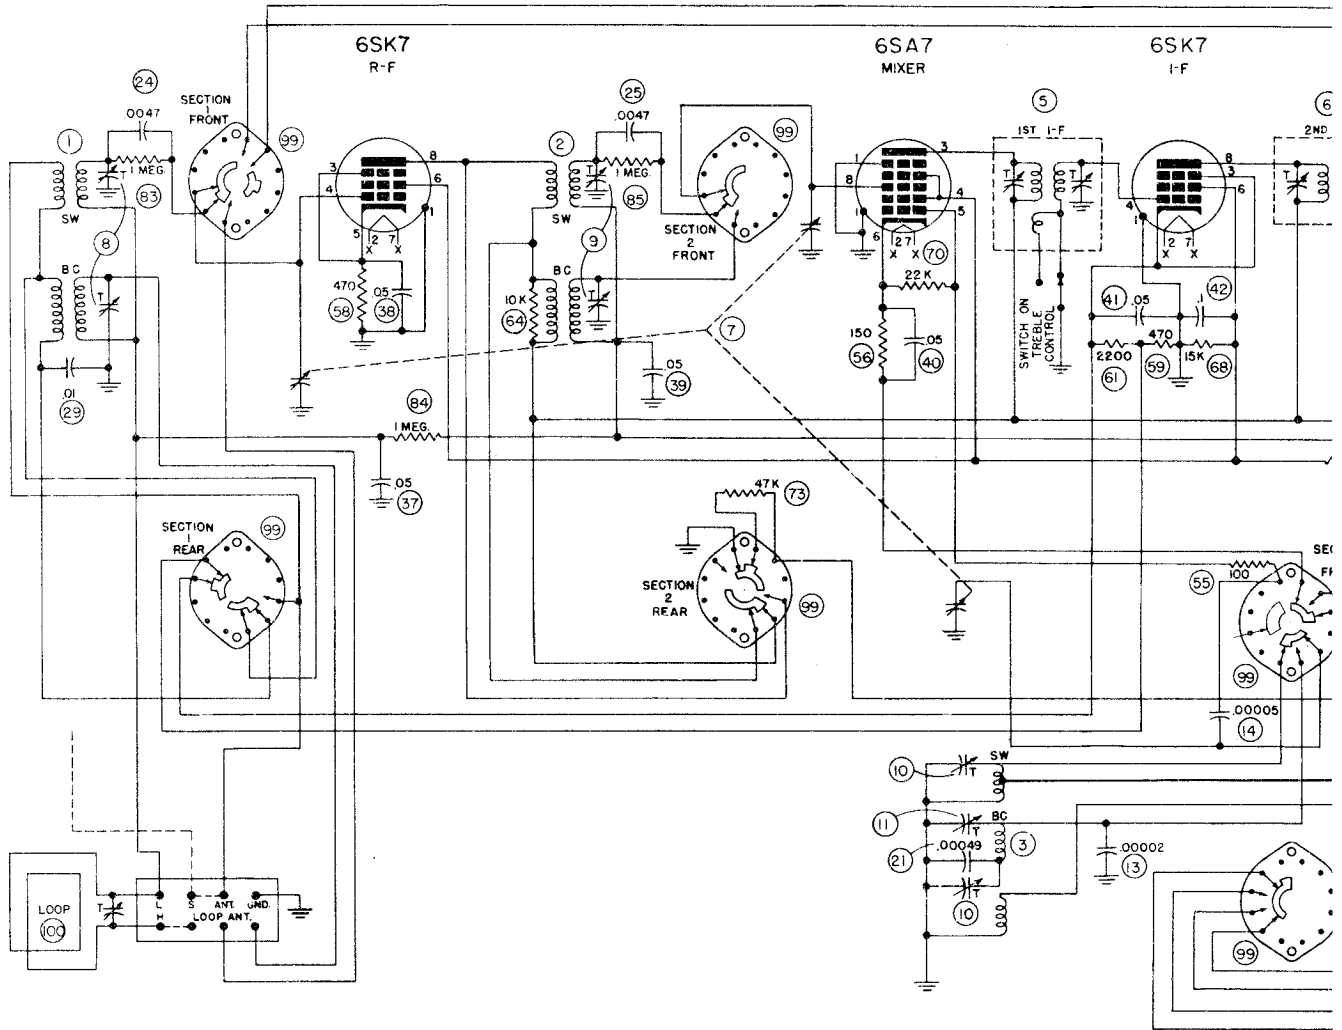 6SK7
R-F
6SA7
MIXER
6SK7
I-F
24
.0047
SECTION
1
FRONT
99
25
.0047
99
5
1ST I-F
6
2ND
1
1 MEG.
83
T
SW
3
4
8
6
5
2
7
1
X
X
2
1 MEG.
85
T
SW
SECTION
2
FRONT
1
8
1
6
3
4
5
2
7
X
X
70
22 K
T
T
4
1
8
3
6
2
7
X
X
T
8
BC
T
470
58
.05
38
9
BC
T
10 K
64
7
150
56
.05
40
SWITCH ON
TREBLE
CONTROL
41
.05
.1
42
2200
61
470
59
15K
68
.01
29
.05
39
84
1 MEG.
.05
37
47 K
73
SECTION
1
REAR
99
SECTION
2
REAR
99
55
100
SEC
FR
99
.00005
14
10
T
SW
11
T
BC
3
21
.00049
10
T
.00002
13
99
LOOP
100
T
L
S
ANT.
GND.
H
LOOP ANT.